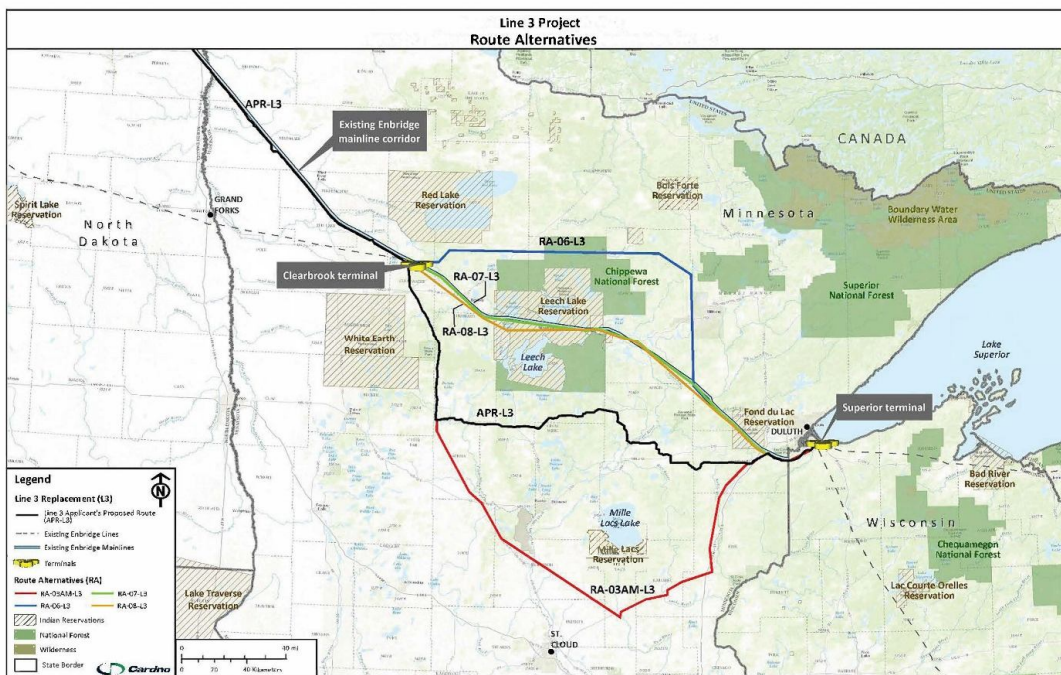 Line 3 Project
Route Alternatives
APR-L3
Existing Enbridge
mainline corridor
UNITED STATES
CANADA
Spirit Lake
Reservation
GRAND
FORKS
North
Dakota
Red Lake
Reservation
Bois Forte
Reservation
Minnesota
Boundary Water
Wilderness Area
UNITED STATES
RA-06-L3
Clearbrook terminal
RA-07-L3
Chippewa
National Forest
Superior
National Forest
Leech Lake
Reservation
RA-08-L3
White Earth
Reservation
Leech
Lake
Lake
Superior
APR-L3
Fond du Lac
Reservation
DULUTH
Superior terminal
Bad River
Reservation
Mille
Lacs Lake
Mille Lacs
Reservation
Wisconsin
Chequamegon
National Forest
RA-03AM-L3
Lac Courte Orelles
Reservation
Lake Traverse
Reservation
ST.
CLOUD
Legend
N
Line 3 Replacement (L3)
Line 3 Applicant's Proposed Route
(APR-L3)
Existing Enbridge Lines
Existing Enbridge Mainlines
Terminals
Route Alternatives (RA)
RA-03AM-L3
RA-07-L3
RA-06-L3
RA-08-L3
Indian Reservations
National Forest
Wilderness
State Border
Cardno
0
20
40 Kilometers